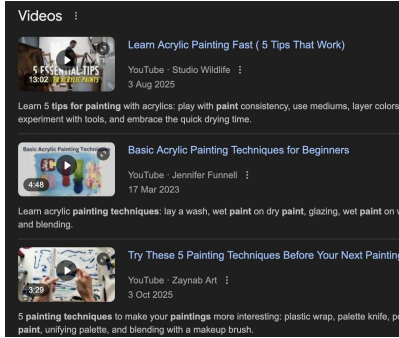 Videos
Learn Acrylic Painting Fast ( 5 Tips That Work)
5 ESSENTIAL TIPS
FOR ACRYLIC PAINTS
13:02
YouTube · Studio Wildlife
3 Aug 2025
Learn 5 tips for painting with acrylics: play with paint consistency, use mediums, layer colors
experiment with tools, and embrace the quick drying time.
Basic Acrylic Painting Techniques for Beginners
Basic Acrylic Painting Techniques
4:48
YouTube · Jennifer Funnell
17 Mar 2023
Learn acrylic painting techniques: lay a wash, wet paint on dry paint, glazing, wet paint on
and blending.
Try These 5 Painting Techniques Before Your Next Painting
3:29
YouTube · Zaynab Art
3 Oct 2025
5 painting techniques to make your paintings more interesting: plastic wrap, palette knife,
paint, unifying palette, and blending with a makeup brush.